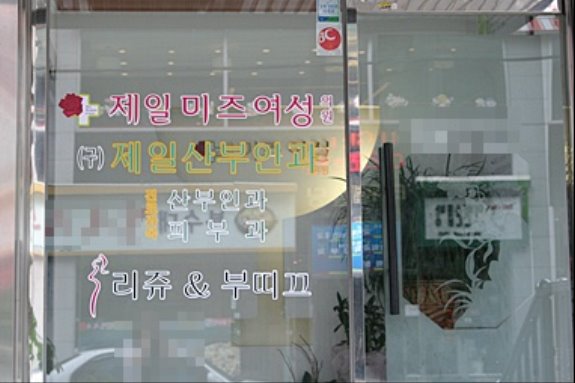 제일마즈여성의원
(구) 제일산부인과
산부인과
피부과
리쥬 & 부띠끄